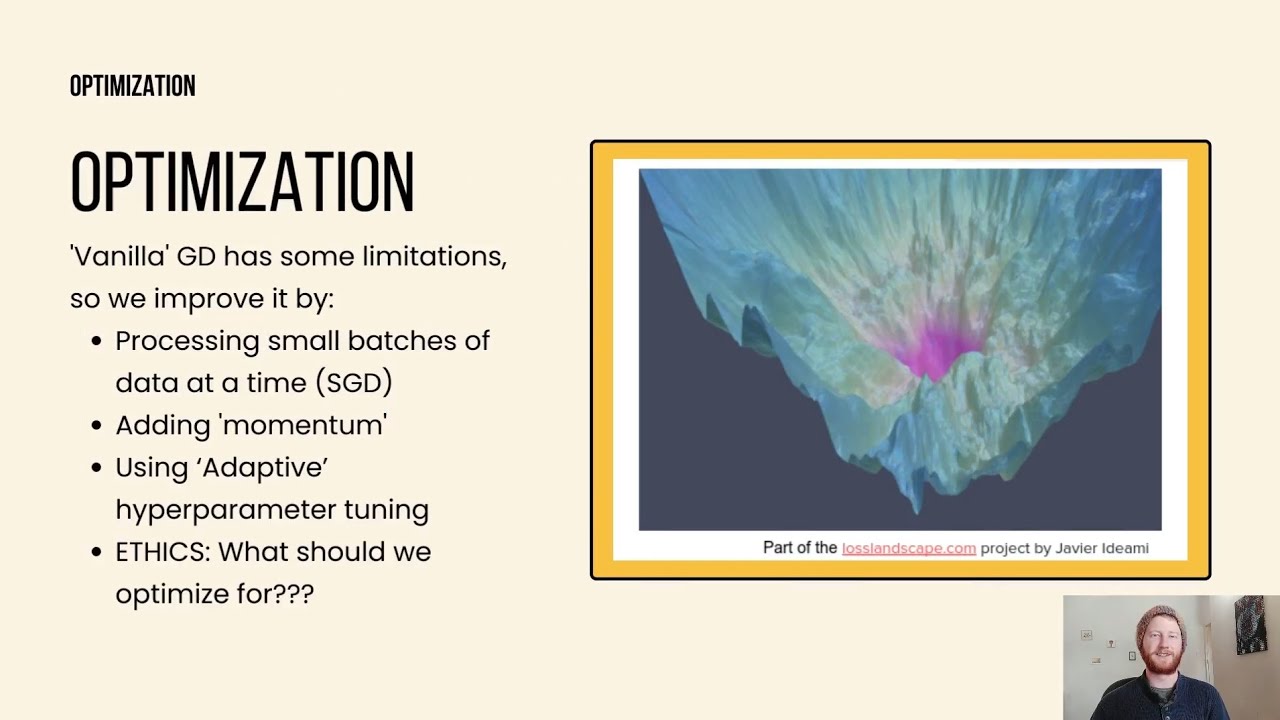 OPTIMIZATION
OPTIMIZATION
'Vanilla' GD has some limitations,
so we improve it by:
• Processing small batches of
data at a time (SGD)
• Adding 'momentum'
• Using ‘Adaptive’
hyperparameter tuning
• ETHICS: What should we
optimize for???
Part of the losslandscape.com project by Javier Ideami